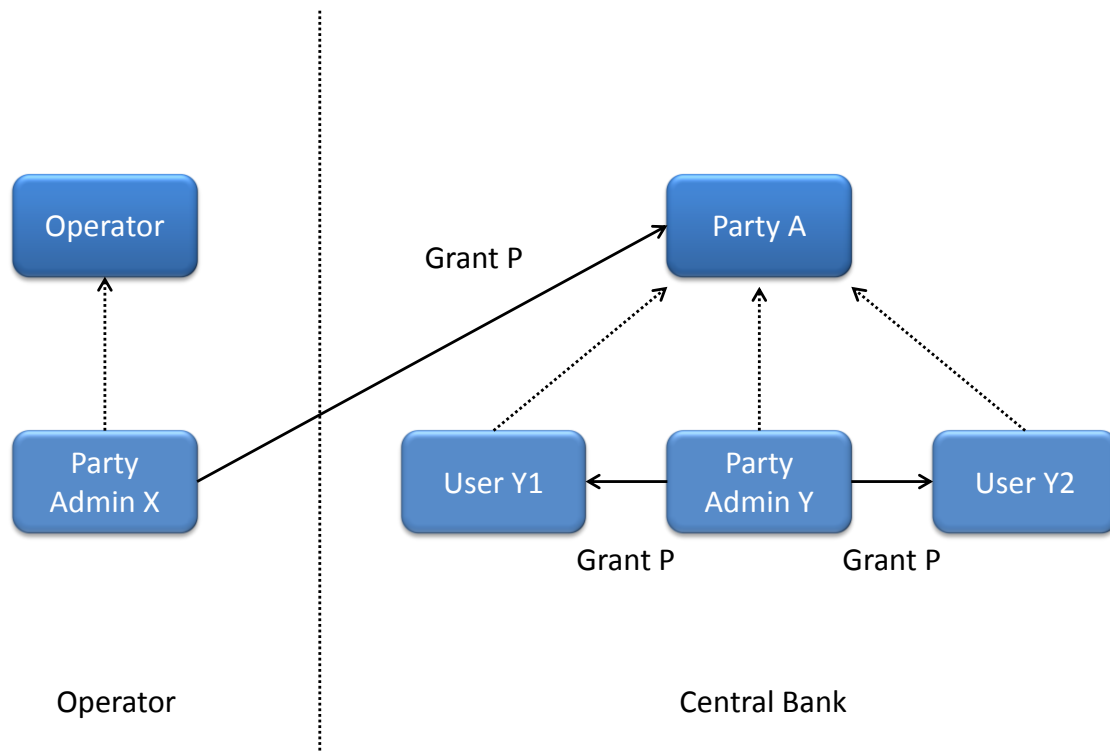 Operator
Party A
Grant P
Party
Admin X
User Y1
Party
Admin Y
User Y2
Grant P
Grant P
Operator
Central Bank